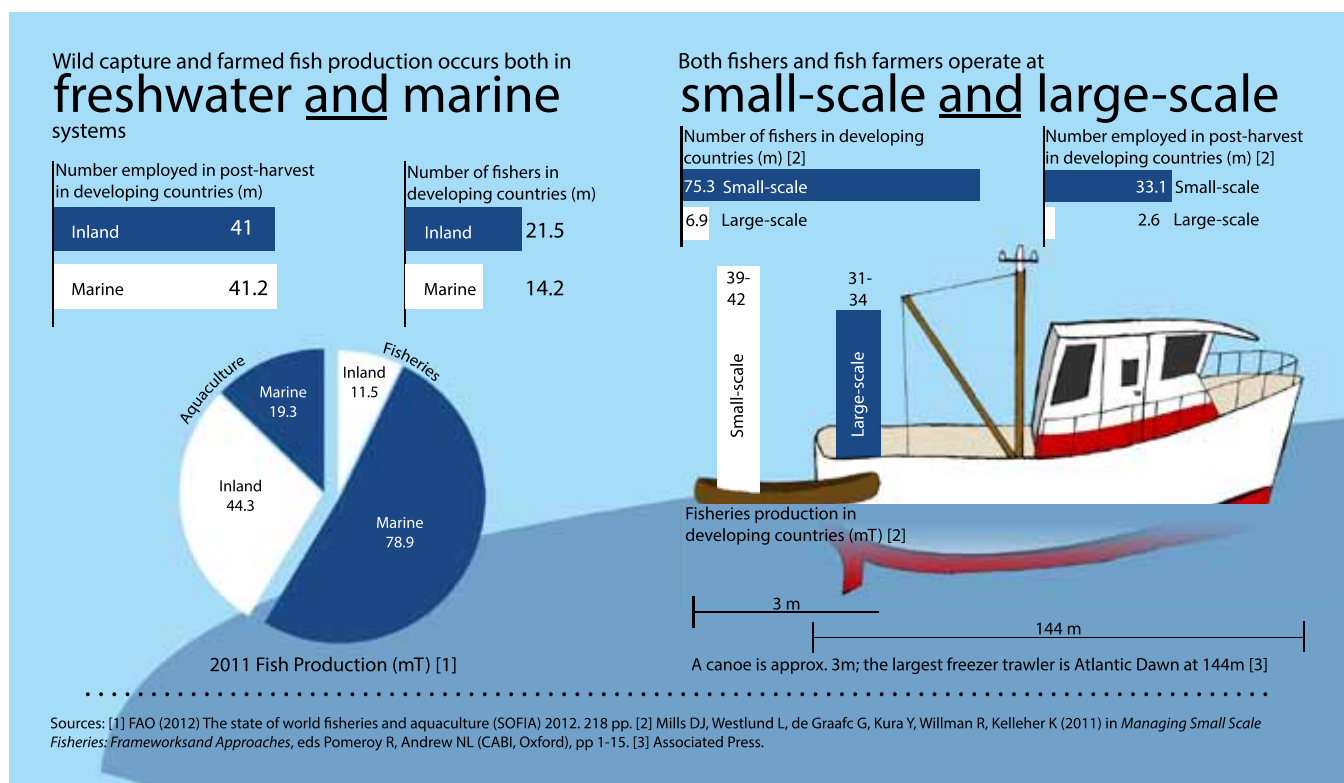 Wild capture and farmed fish production occurs both in
freshwater and marine
systems
Number employed in post-harvest
in developing countries (m)
Inland 41
Marine 41.2
Number of fishers in
developing countries (m)
Inland 21.5
Marine 14.2
Aquaculture
Fisheries
Marine
19.3
Inland
11.5
Inland
44.3
Marine
78.9
2011 Fish Production (mT) [1]
Both fishers and fish farmers operate at
small-scale and large-scale
Number of fishers in developing
countries (m) [2]
75.3 Small-scale
6.9 Large-scale
Number employed in post-harvest
in developing countries (m) [2]
33.1 Small-scale
2.6 Large-scale
39-
42
Small-scale
31-
34
Large-scale
Fisheries production in
developing countries (mT) [2]
3 m
144 m
A canoe is approx. 3m; the largest freezer trawler is Atlantic Dawn at 144m [3]
Sources: [1] FAO (2012) The state of world fisheries and aquaculture (SOFIA) 2012. 218 pp. [2] Mills DJ, Westlund L, de Graafc G, Kura Y, Willman R, Kelleher K (2011) in Managing Small Scale
Fisheries: Frameworksand Approaches, eds Pomeroy R, Andrew NL (CABI, Oxford), pp 1-15. [3] Associated Press.